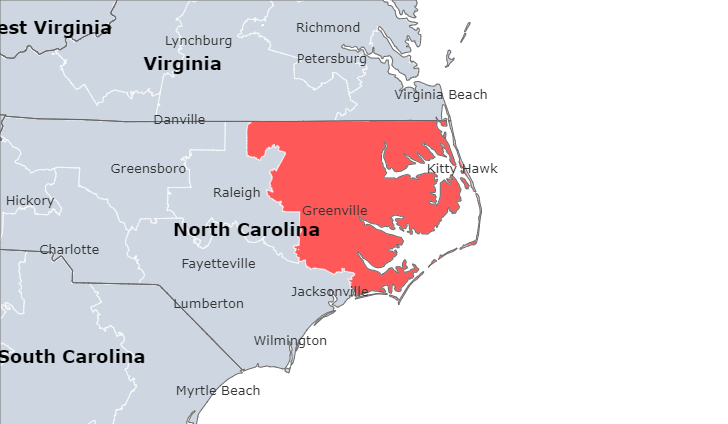 est Virginia
Richmond
Lynchburg
Petersburg
Virginia
Virginia Beach
Danville
Greensboro
Kitty Hawk
Raleigh
Hickory
Greenville
North Carolina
Charlotte
Fayetteville
Jacksonville
Lumberton
Wilmington
South Carolina
Myrtle Beach